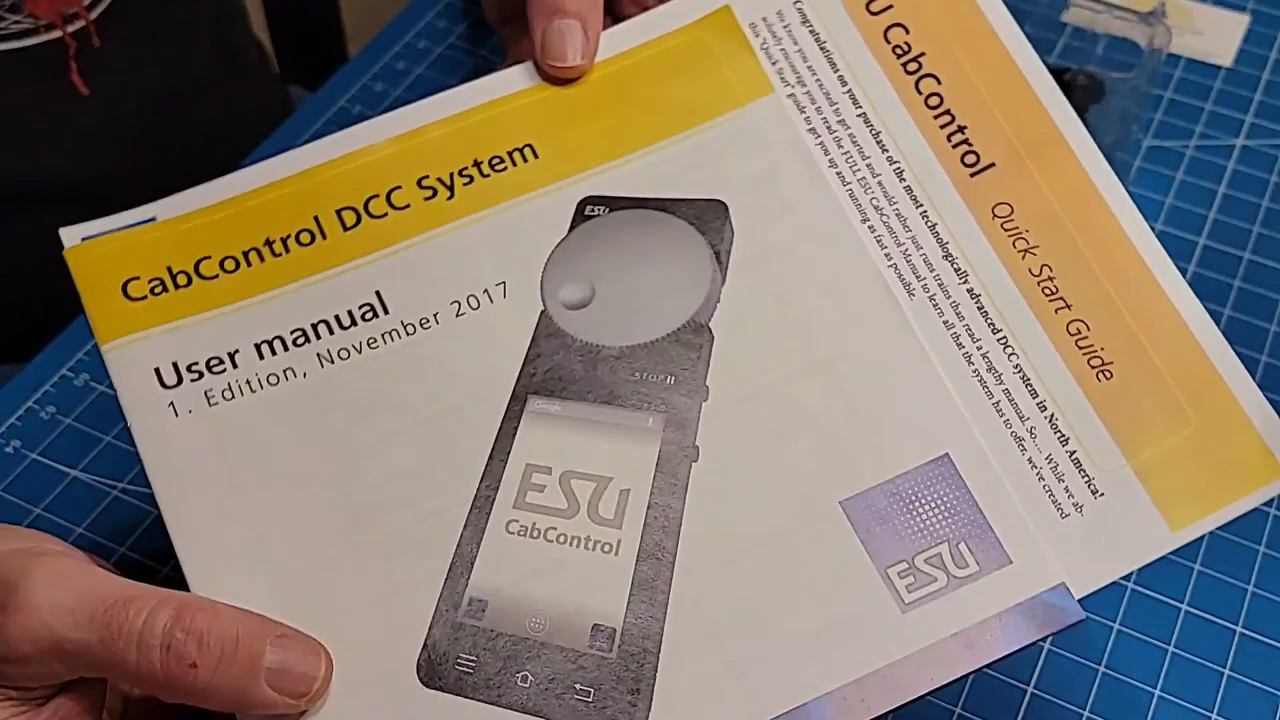 CabControl DCC System
User manual
1. Edition, November 2017
ESU
STOP
Google
ESU
CabControl
ESU
U CabControl Quick Start Guide
Congratulations on your purchase of the most technologically advanced DCC system in North America!
We know you are excited to get started and would rather just runs trains than read a lengthy manual. So.... While we ab-
solutely encourage you to read the FULL ESU CabControl Manual to learn all that the system has to offer, we've created
this "Quick Start" guide to get you up and running as fast as possible.